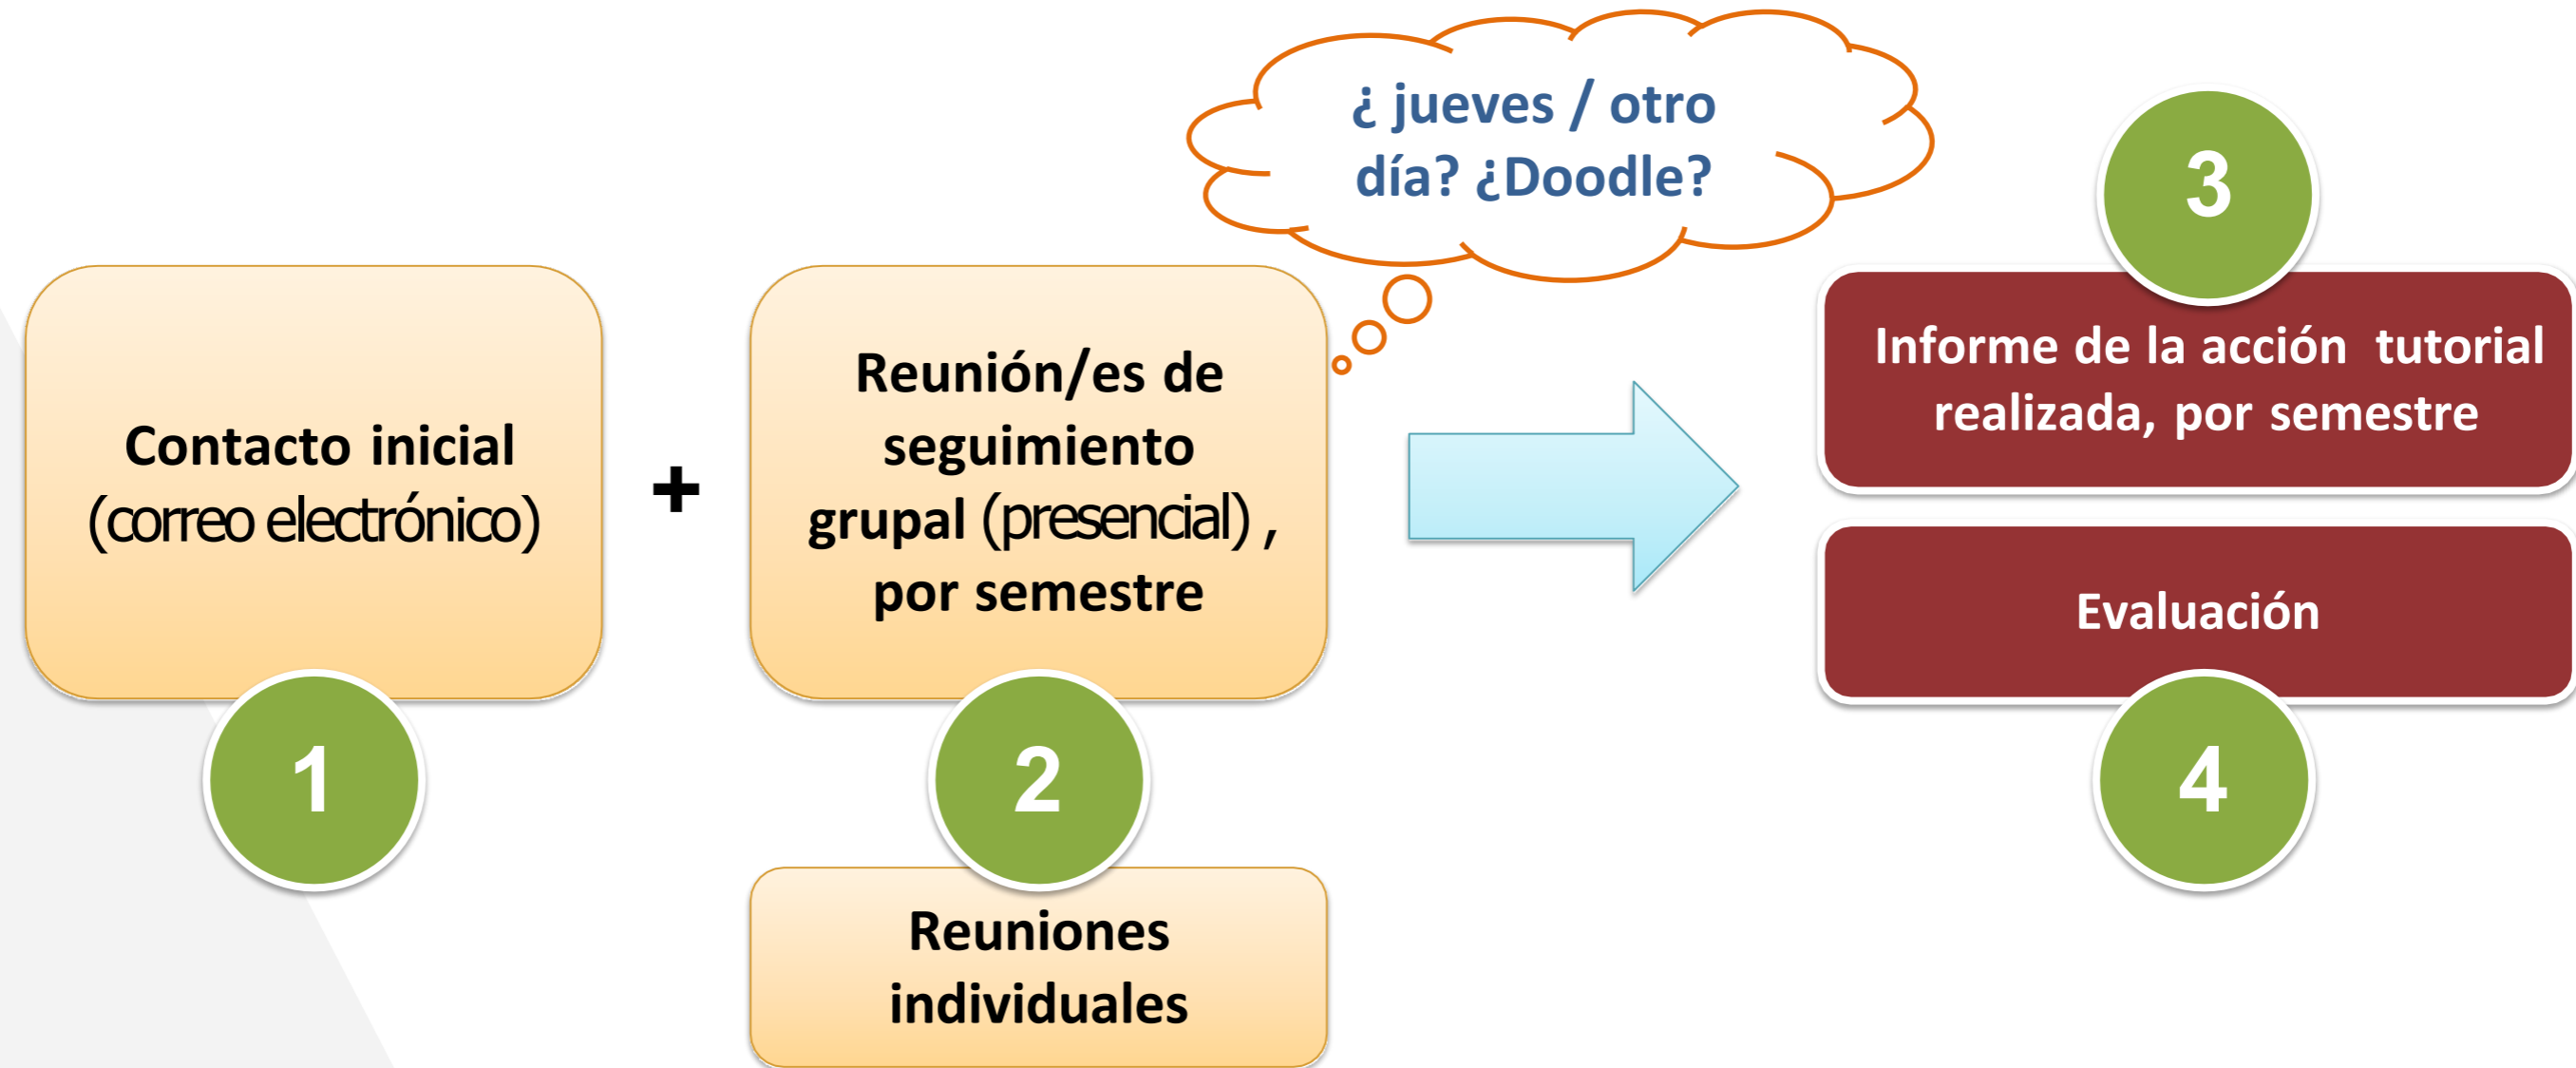 ¿ jueves / otro
día? ¿Doodle?
Contacto inicial
(correo electrónico)
1
+
Reunión/es de
seguimiento
grupal (presencial) ,
por semestre
2
Reuniones
individuales
3
Informe de la acción tutorial
realizada, por semestre
Evaluación
4